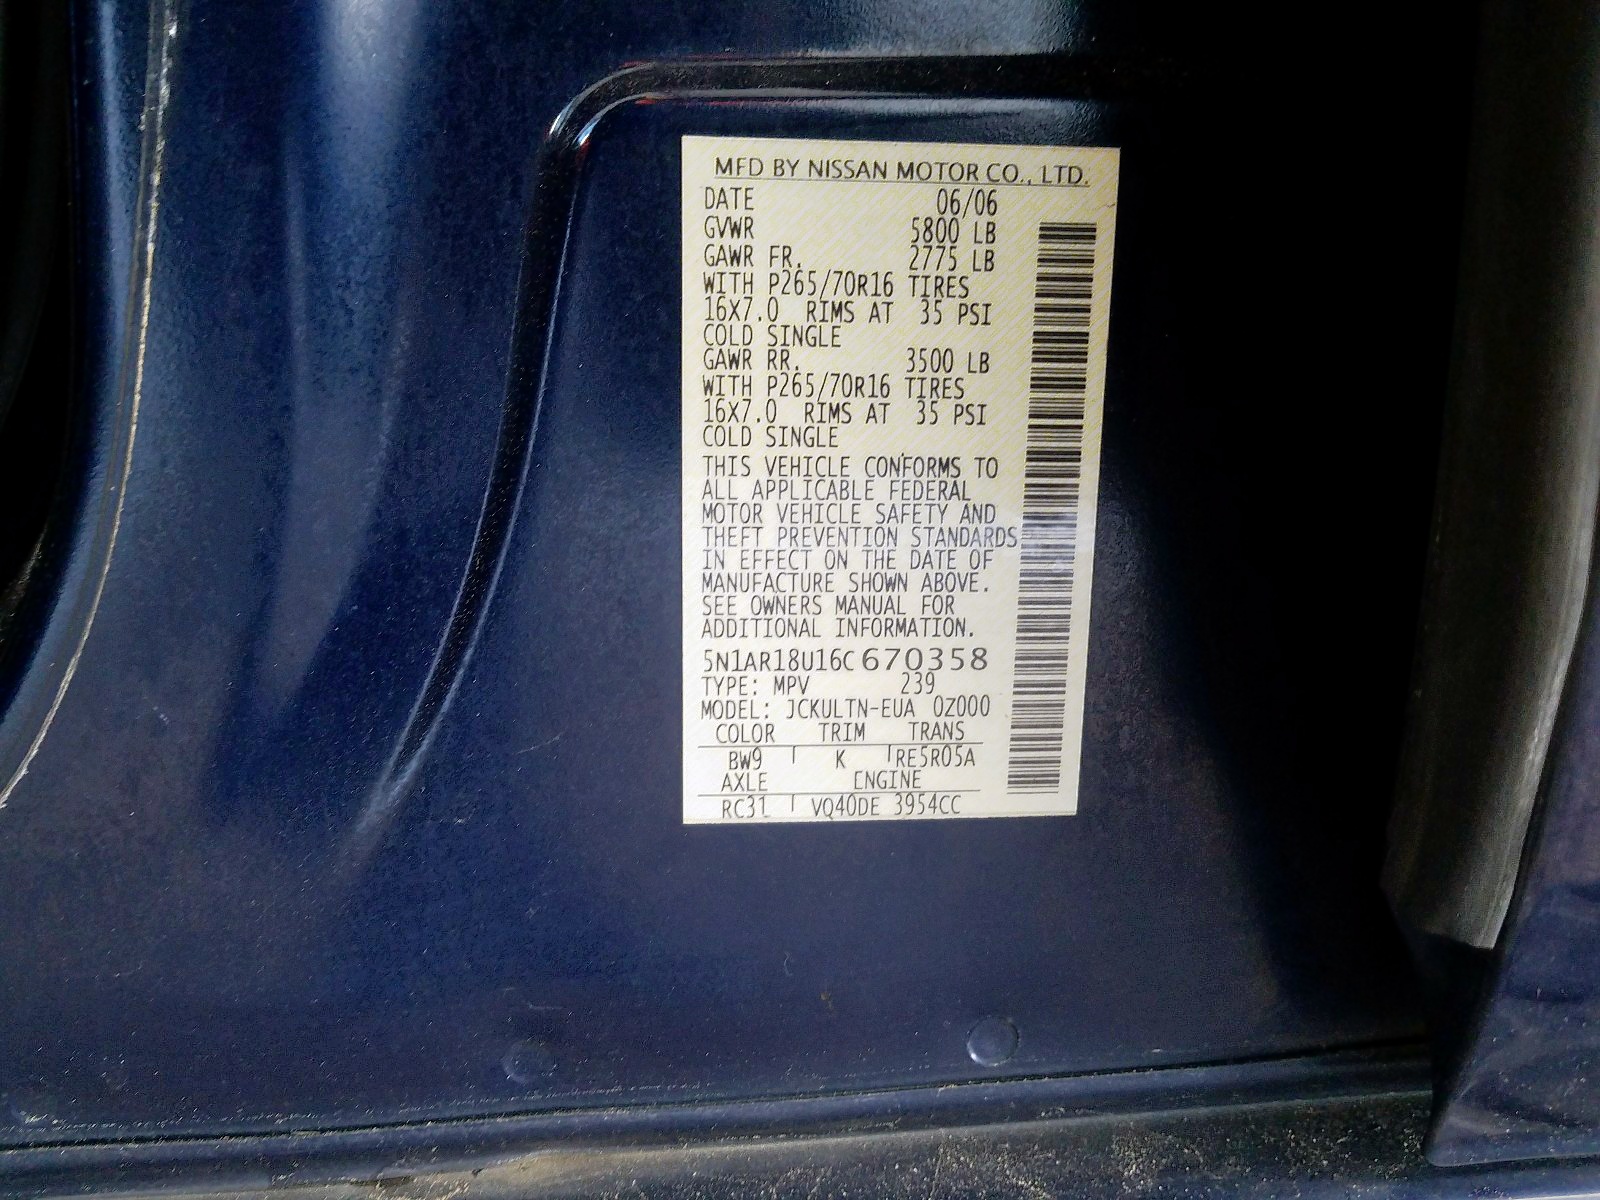 MFD BY NISSAN MOTOR CO., LTD.
DATE 06/06
GVWR 5800 LB
GAWR FR. 2775 LB
WITH P265/70R16 TIRES
16X7.0 RIMS AT 35 PSI
COLD SINGLE
GAWR RR. 3500 LB
WITH P265/70R16 TIRES
16X7.0 RIMS AT 35 PSI
COLD SINGLE
THIS VEHICLE CONFORMS TO
ALL APPLICABLE FEDERAL
MOTOR VEHICLE SAFETY AND
THEFT PREVENTION STANDARDS
IN EFFECT ON THE DATE OF
MANUFACTURE SHOWN ABOVE.
SEE OWNERS MANUAL FOR
ADDITIONAL INFORMATION.
5N1AR18U16C670358
TYPE: MPV 239
MODEL: JCKULTN-EUA 0Z000
COLOR TRIM TRANS
BW9 K RE5R05A
AXLE ENGINE
RC31 VQ40DE 3954CC